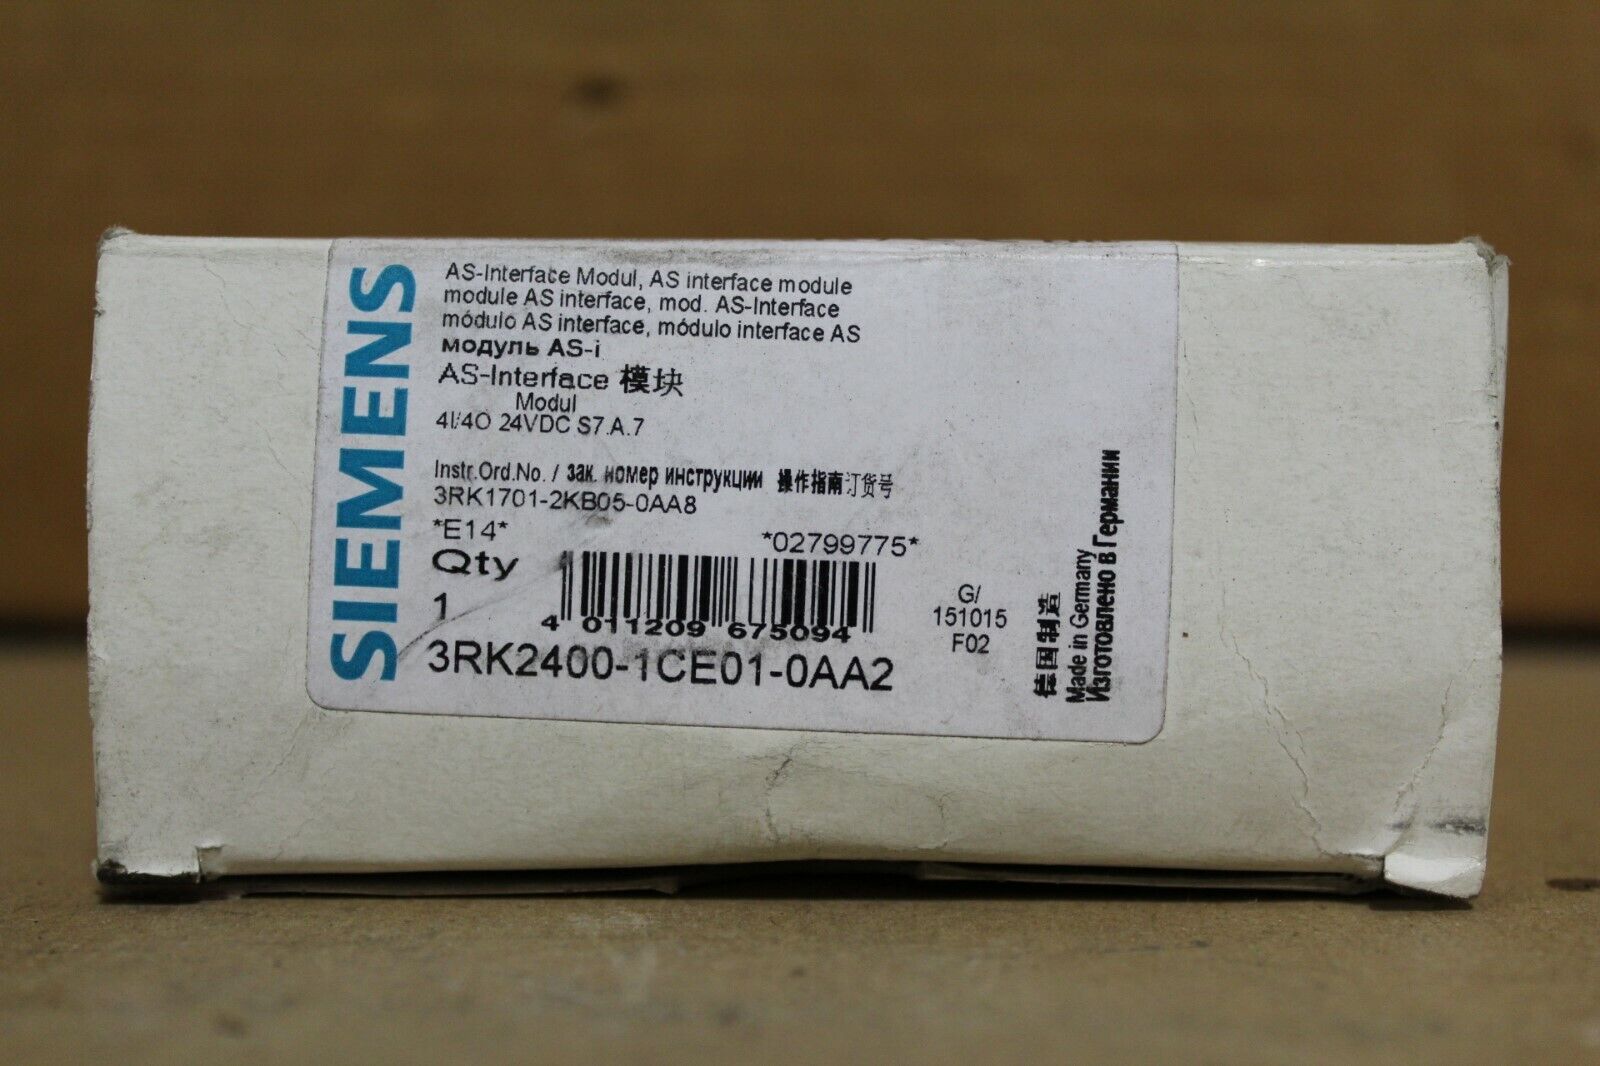 SIEMENS
AS-Interface Modul, AS interface module
module AS interface, mod. AS-Interface
módulo AS interface, módulo interface AS
модуль AS-i
AS-Interface 模块
Modul
4I/4O 24VDC S7.A.7
Instr.Ord.No. / зак. номер инструкции 操作指南订货号
3RK1701-2KB05-0AA8
*E14*
*02799775*
Qty
1
4 011209 675094
3RK2400-1CE01-0AA2
G/
151015
F02
德国制造
Made in Germany
Изготовлено в Германии